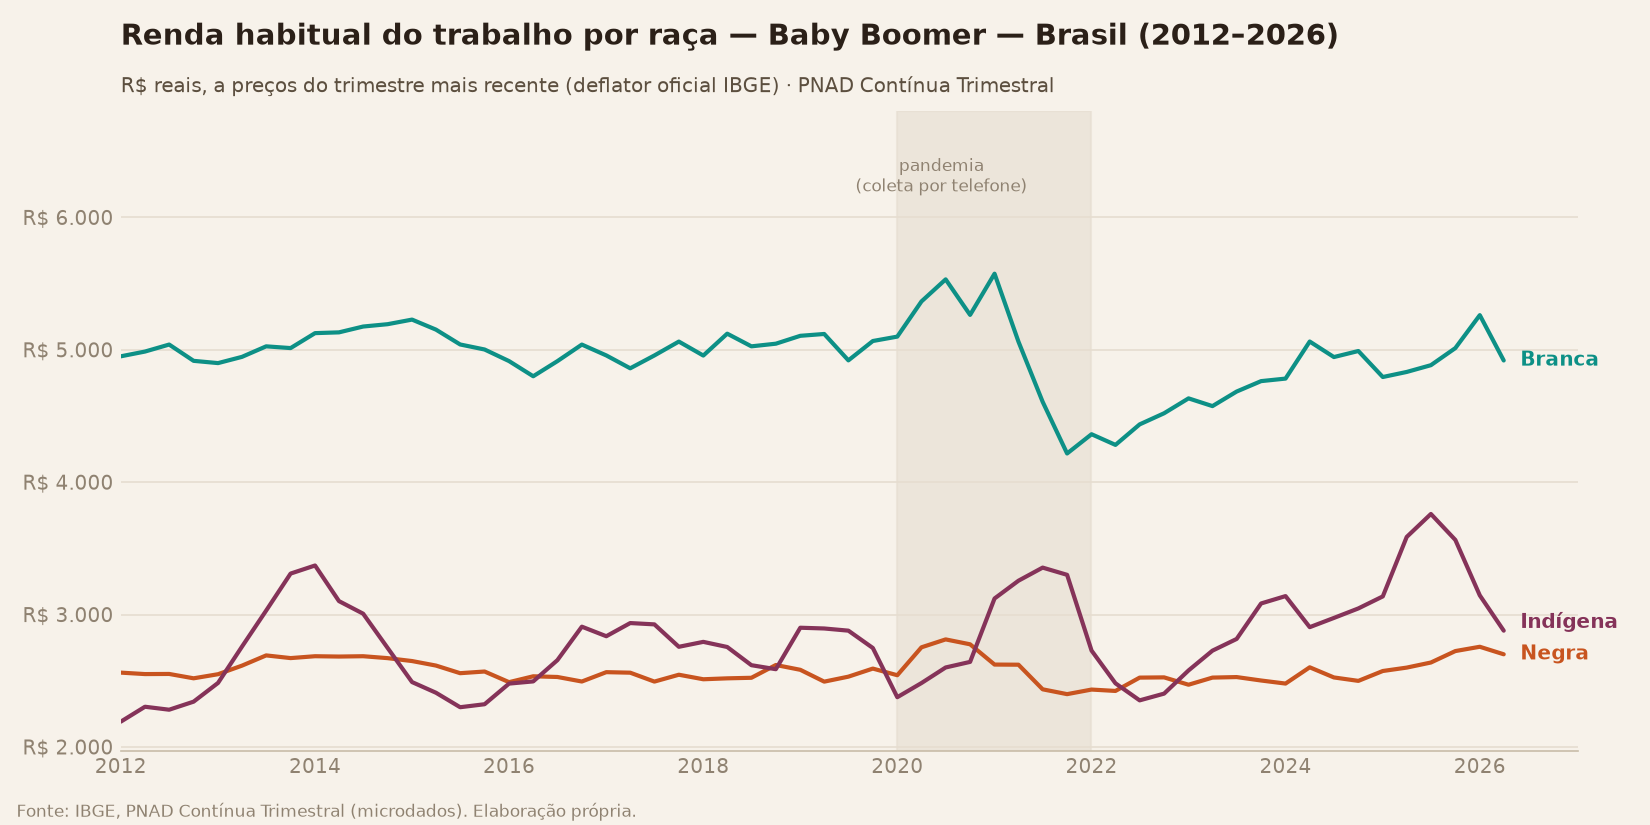 Renda habitual do trabalho por raça — Baby Boomer — Brasil (2012–2026)
R$ reais, a preços do trimestre mais recente (deflator oficial IBGE) · PNAD Contínua Trimestral
pandemia
(coleta por telefone)
R$ 6.000
R$ 5.000
R$ 4.000
R$ 3.000
R$ 2.000
Branca
Indígena
Negra
2012 2014 2016 2018 2020 2022 2024 2026
Fonte: IBGE, PNAD Contínua Trimestral (microdados). Elaboração própria.